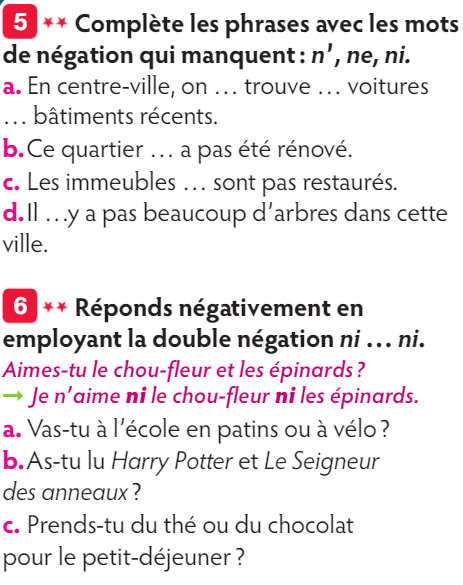 5 ** Complète les phrases avec les mots
de négation qui manquent : n', ne, ni.
a. En centre-ville, on … trouve … voitures
… bâtiments récents.
b. Ce quartier … a pas été rénové.
c. Les immeubles … sont pas restaurés.
d. Il …y a pas beaucoup d'arbres dans cette
ville.
6 ** Réponds négativement en
employant la double négation ni … ni.
Aimes-tu le chou-fleur et les épinards ?
→ Je n'aime ni le chou-fleur ni les épinards.
a. Vas-tu à l'école en patins ou à vélo ?
b. As-tu lu Harry Potter et Le Seigneur
des anneaux ?
c. Prends-tu du thé ou du chocolat
pour le petit-déjeuner ?